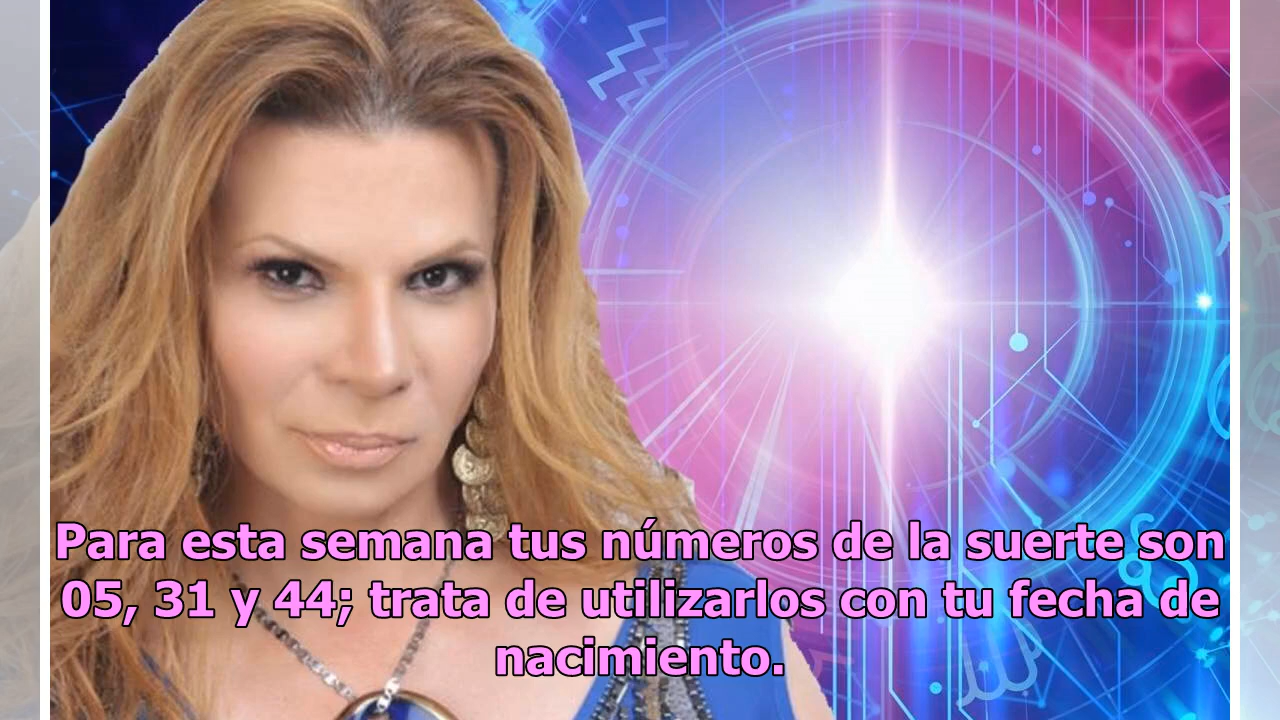 Para esta semana tus números de la suerte son
05, 31 y 44; trata de utilizarlos con tu fecha de
nacimiento.